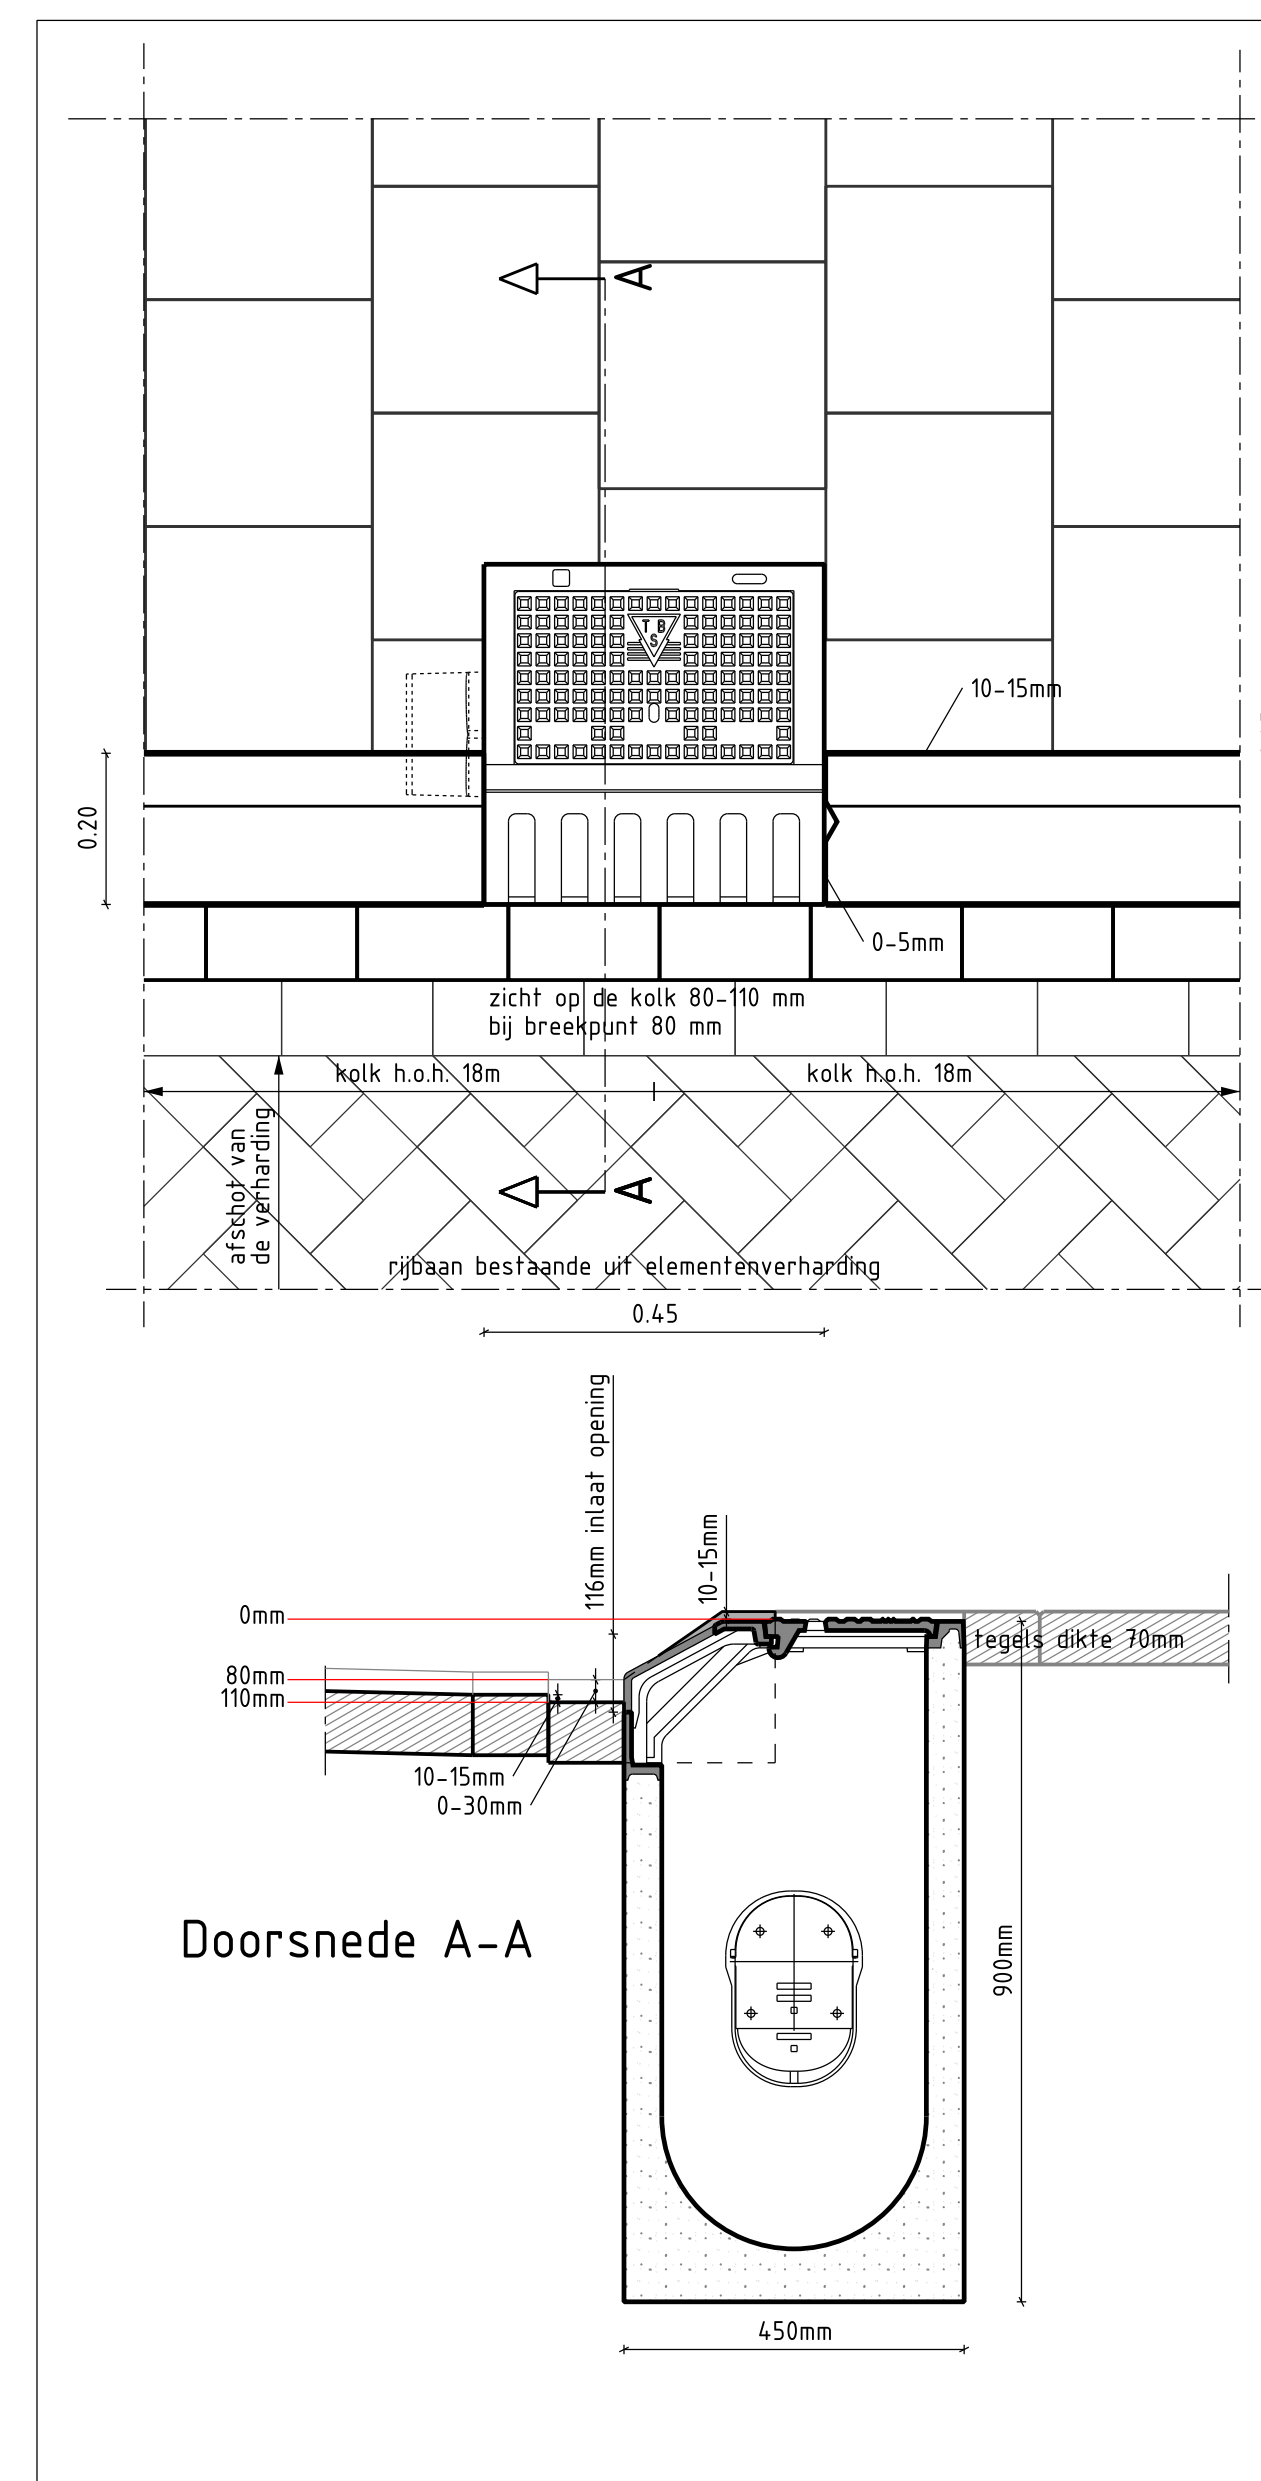 A
T B
S
10-15mm
0.20
0-5mm
zicht op de kolk 80-110 mm
bij breekpunt 80 mm
kolk h.o.h. 18m
kolk h.o.h. 18m
afschot van
de verharding
A
rijbaan bestaande uit elementenverharding
0.45
116mm inlaat opening
10-15mm
0mm
tegels dikte 70mm
80mm
110mm
10-15mm
0-30mm
Doorsnede A-A
900mm
450mm